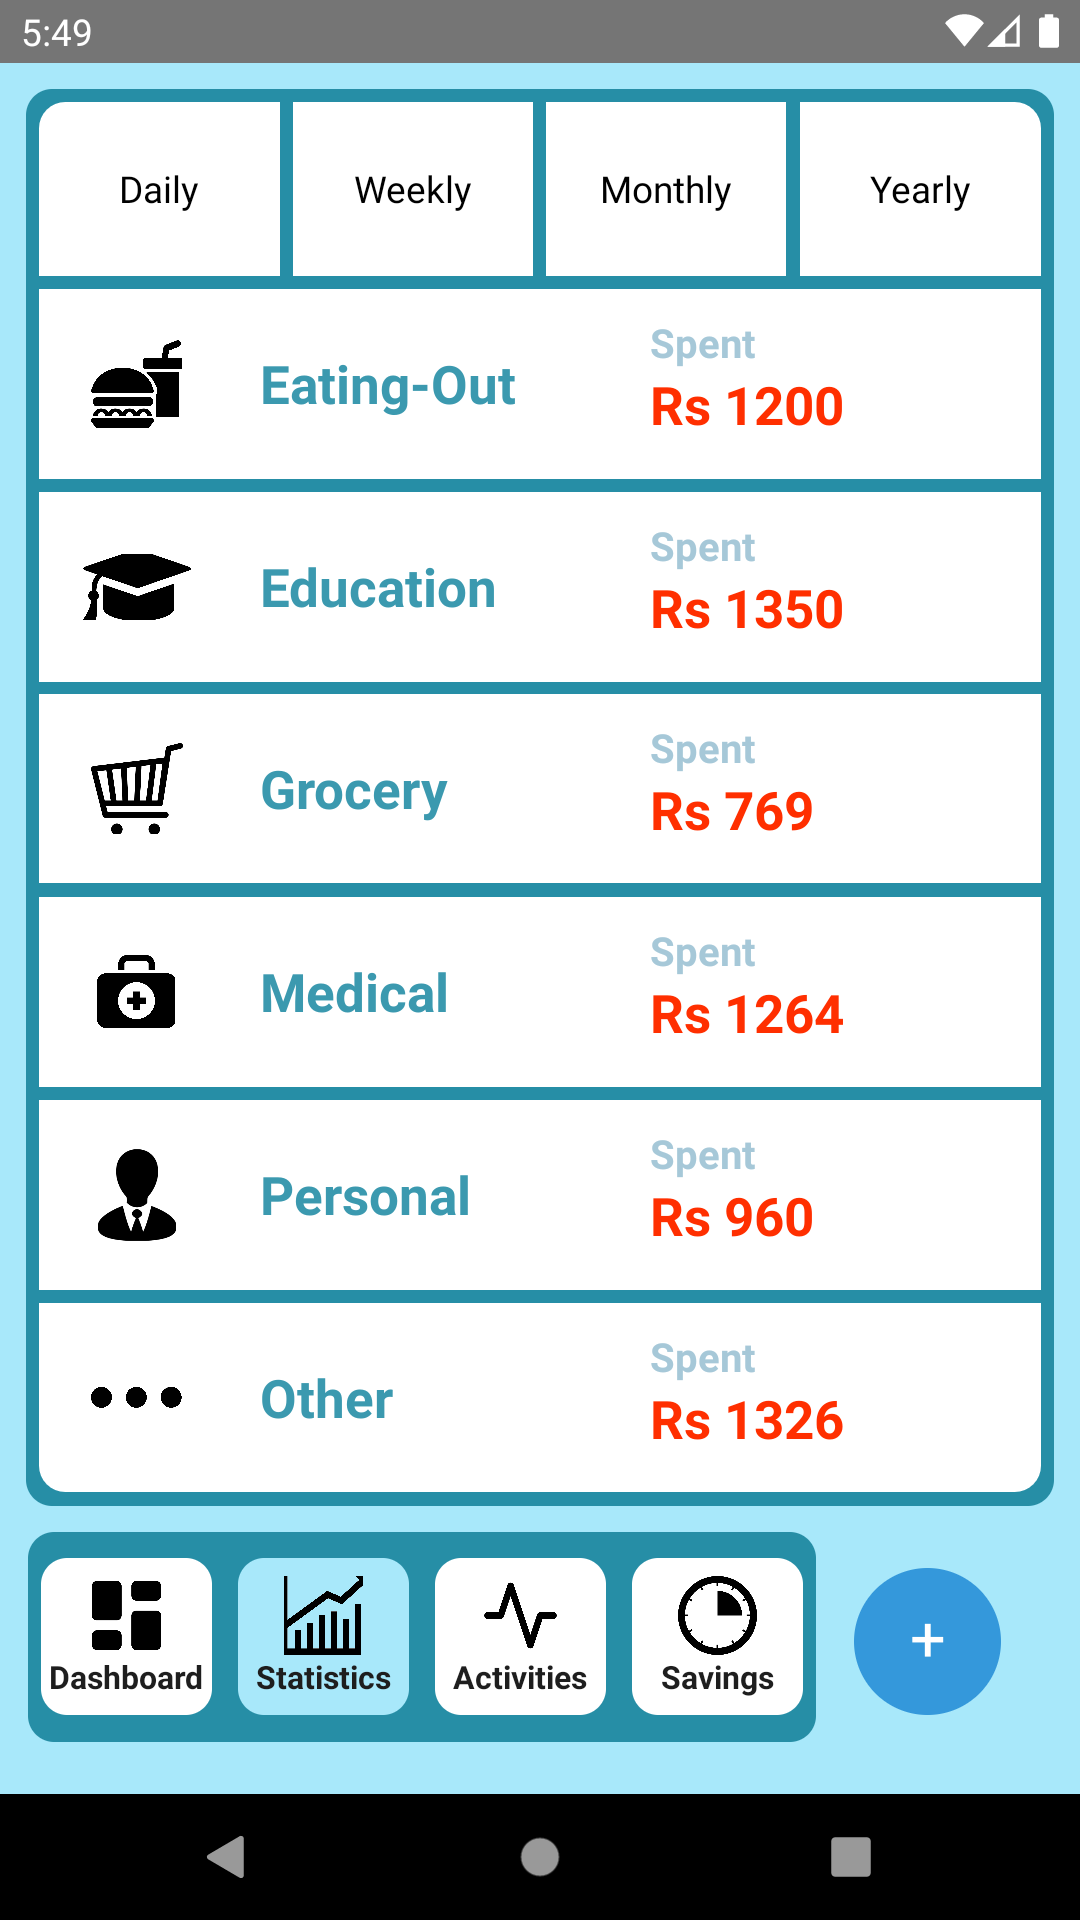 5:49
Daily Weekly Monthly Yearly
Spent
Eating-Out
Rs 1200
Spent
Education
Rs 1350
Spent
Grocery
Rs 769
Spent
Medical
Rs 1264
Spent
Personal
Rs 960
Spent
Other
Rs 1326
+
Dashboard Statistics Activities Savings